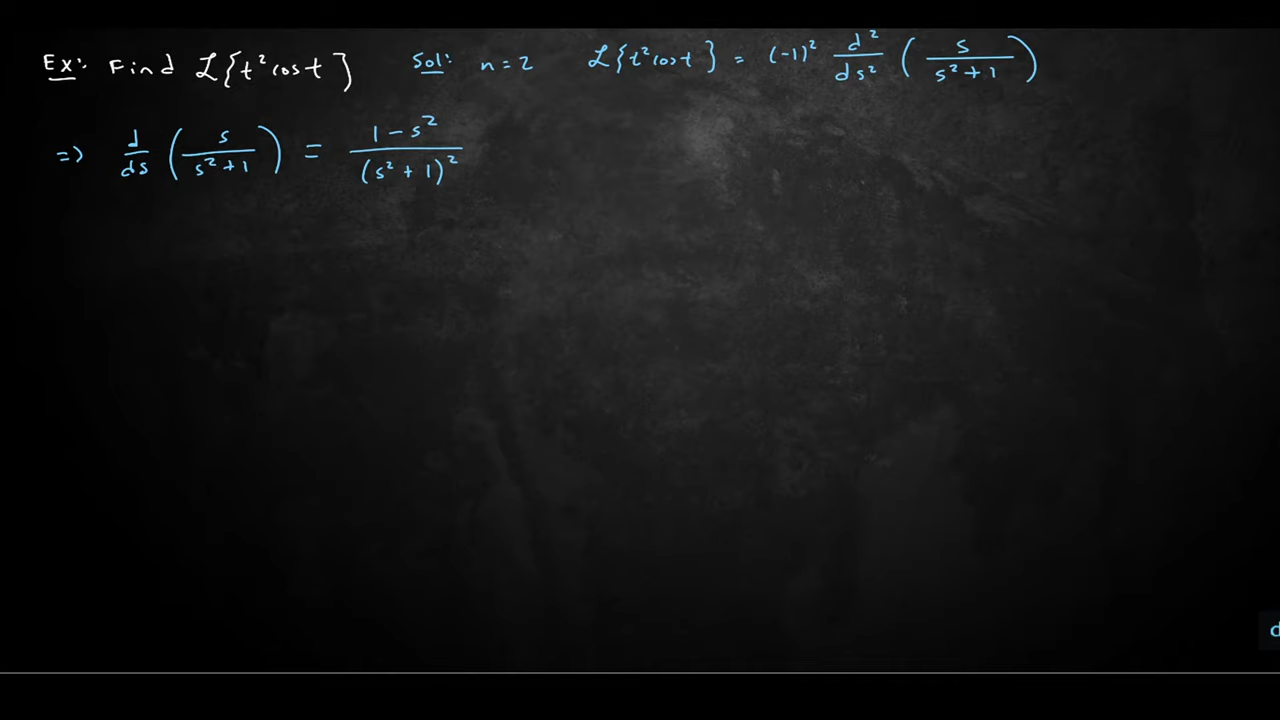 Ex: Find ℒ{t² cos t} Sol: n = 2 ℒ{t² cos t} = (-1)² d²/ds² (s/(s² + 1))
=> d/ds (s/(s² + 1)) = (1 - s²)/(s² + 1)²